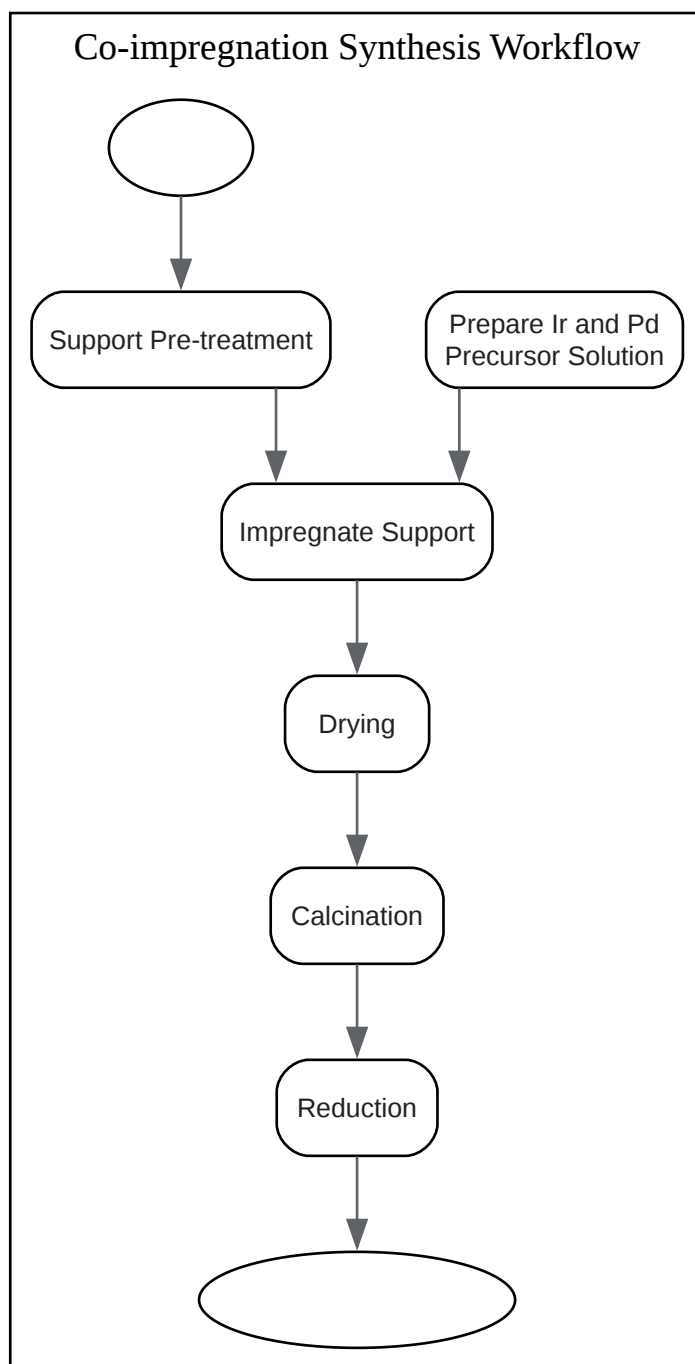 Co-impregnation Synthesis Workflow
Support Pre-treatment
Prepare Ir and Pd
Precursor Solution
Impregnate Support
Drying
Calcination
Reduction